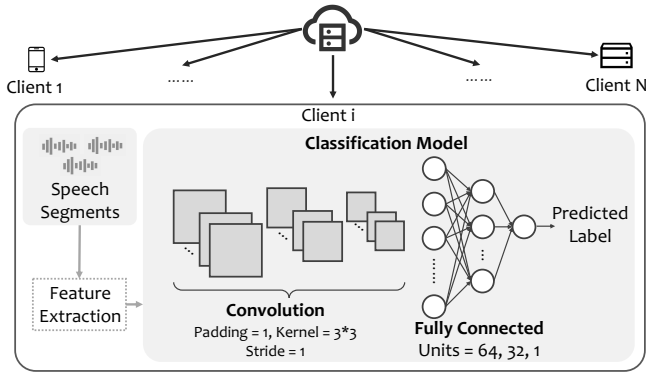 Client 1
......
......
Client N
Client i
Classification Model
Speech
Segments
Feature
Extraction
Predicted
Label
Convolution
Padding = 1, Kernel = 3*3
Stride = 1
Fully Connected
Units = 64, 32, 1